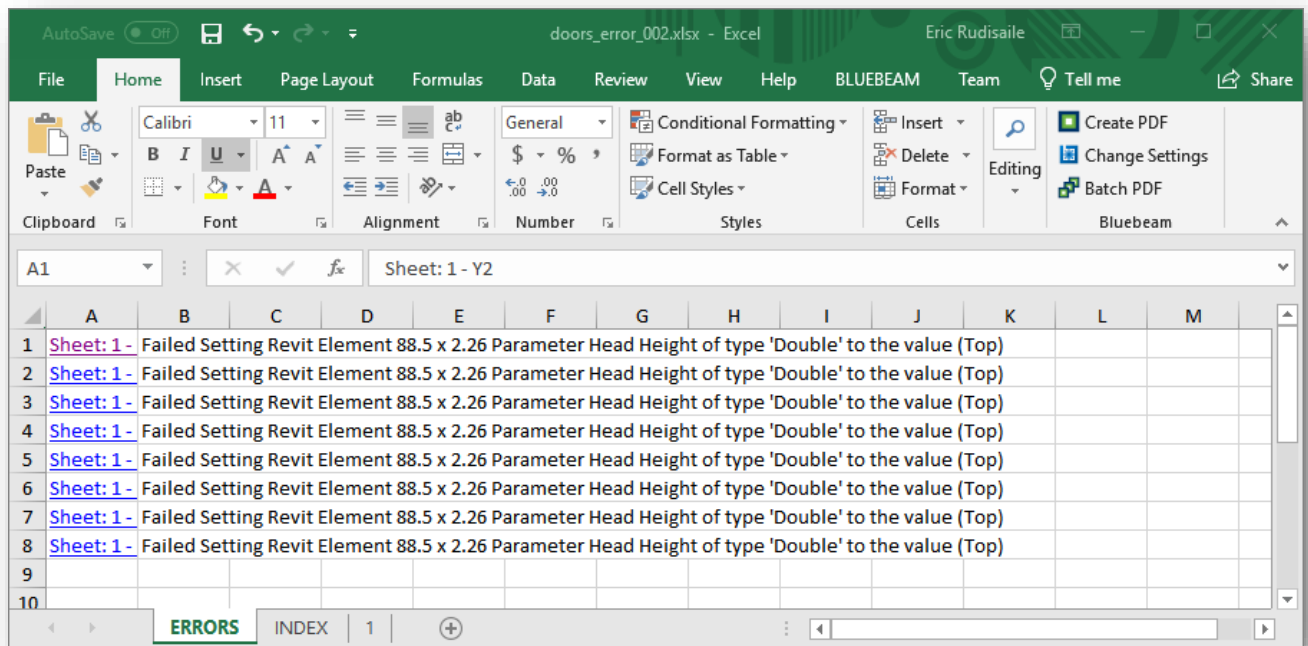 AutoSave Off doors_error_002.xlsx - Excel Eric Rudisaile
File Home Insert Page Layout Formulas Data Review View Help BLUEBEAM Team Tell me Share
Calibri 11 ab General Conditional Formatting Insert Create PDF
Paste B I U A A $ % , Format as Table Delete Editing Change Settings
A .00 .0 Cell Styles Format Batch PDF
Clipboard Font Alignment Number Styles Cells Bluebeam
A1 fx Sheet: 1 - Y2
A B C D E F G H I J K L M
1 Sheet: 1 - Failed Setting Revit Element 88.5 x 2.26 Parameter Head Height of type 'Double' to the value (Top)
2 Sheet: 1 - Failed Setting Revit Element 88.5 x 2.26 Parameter Head Height of type 'Double' to the value (Top)
3 Sheet: 1 - Failed Setting Revit Element 88.5 x 2.26 Parameter Head Height of type 'Double' to the value (Top)
4 Sheet: 1 - Failed Setting Revit Element 88.5 x 2.26 Parameter Head Height of type 'Double' to the value (Top)
5 Sheet: 1 - Failed Setting Revit Element 88.5 x 2.26 Parameter Head Height of type 'Double' to the value (Top)
6 Sheet: 1 - Failed Setting Revit Element 88.5 x 2.26 Parameter Head Height of type 'Double' to the value (Top)
7 Sheet: 1 - Failed Setting Revit Element 88.5 x 2.26 Parameter Head Height of type 'Double' to the value (Top)
8 Sheet: 1 - Failed Setting Revit Element 88.5 x 2.26 Parameter Head Height of type 'Double' to the value (Top)
9
10
ERRORS INDEX 1